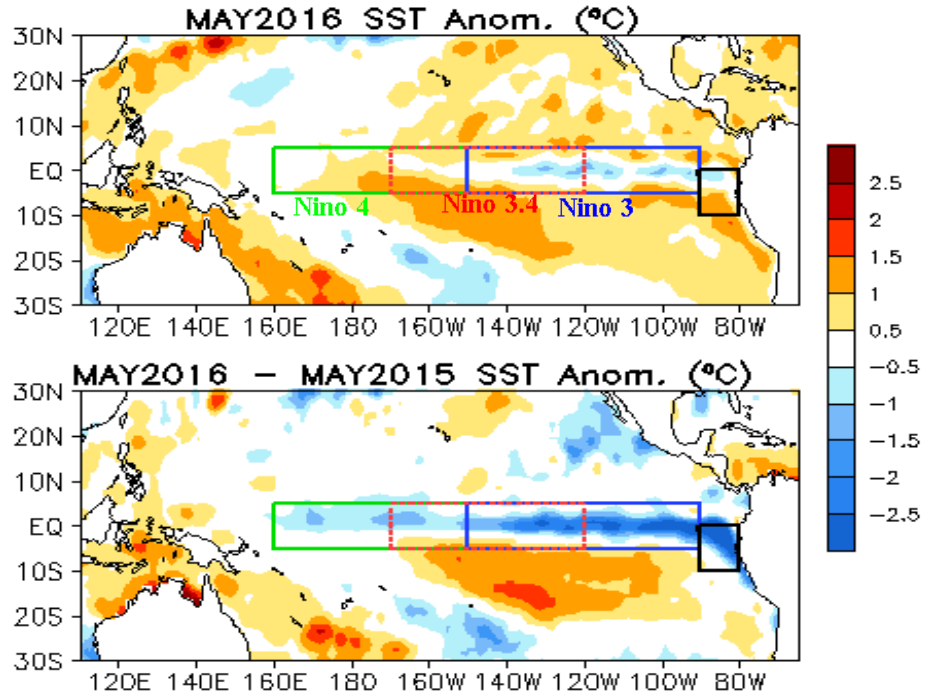 MAY2016 SST Anom. (°C)
30N
20N
10N
EQ
10S
20S
30S
Nino 4
Nino 3.4
Nino 3
120E 140E 160E 180 160W 140W 120W 100W 80W
MAY2016 – MAY2015 SST Anom. (°C)
30N
20N
10N
EQ
10S
20S
30S
120E 140E 160E 180 160W 140W 120W 100W 80W
2.5
2
1.5
1
0.5
−0.5
−1
−1.5
−2
−2.5